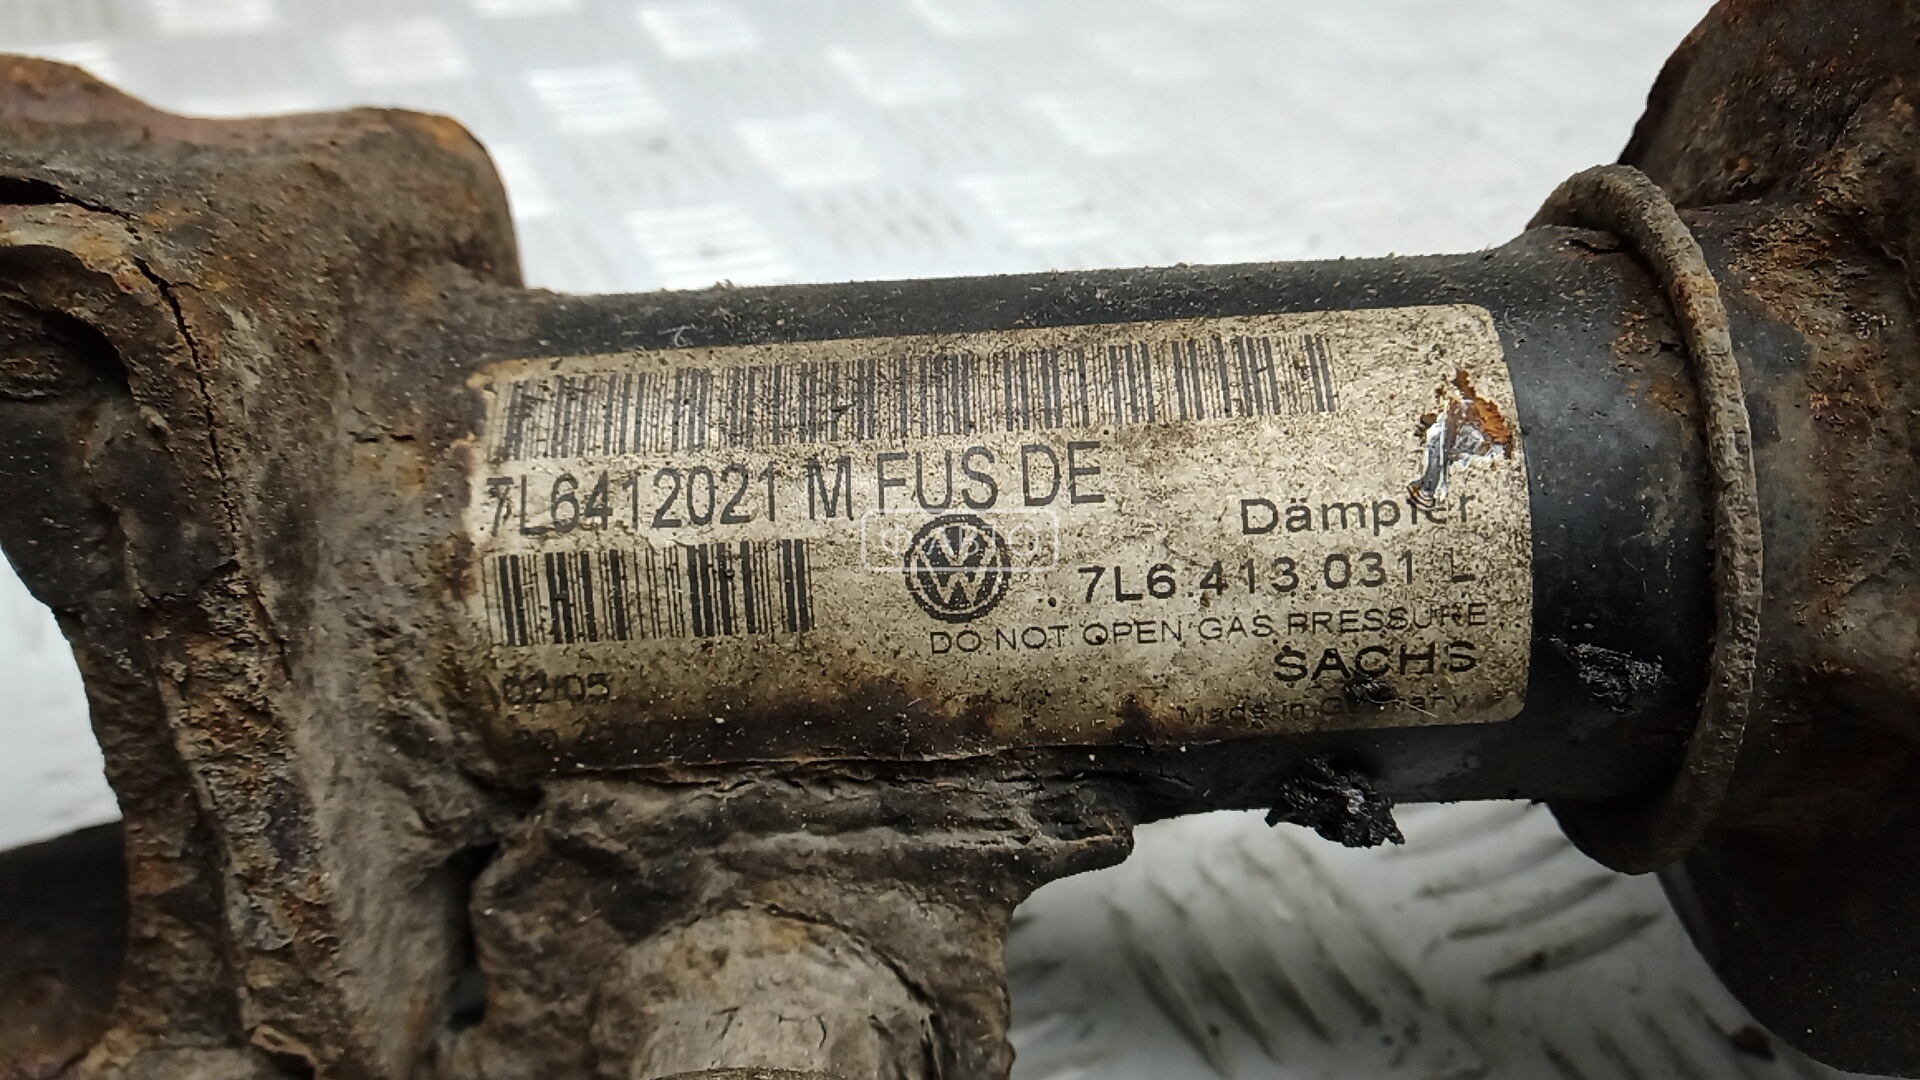 7L6412021 M FUS DE
Dämpfer
7L6.413.031 L
DO NOT OPEN GAS PRESSURE
SACHS
Made in Germany
02/05